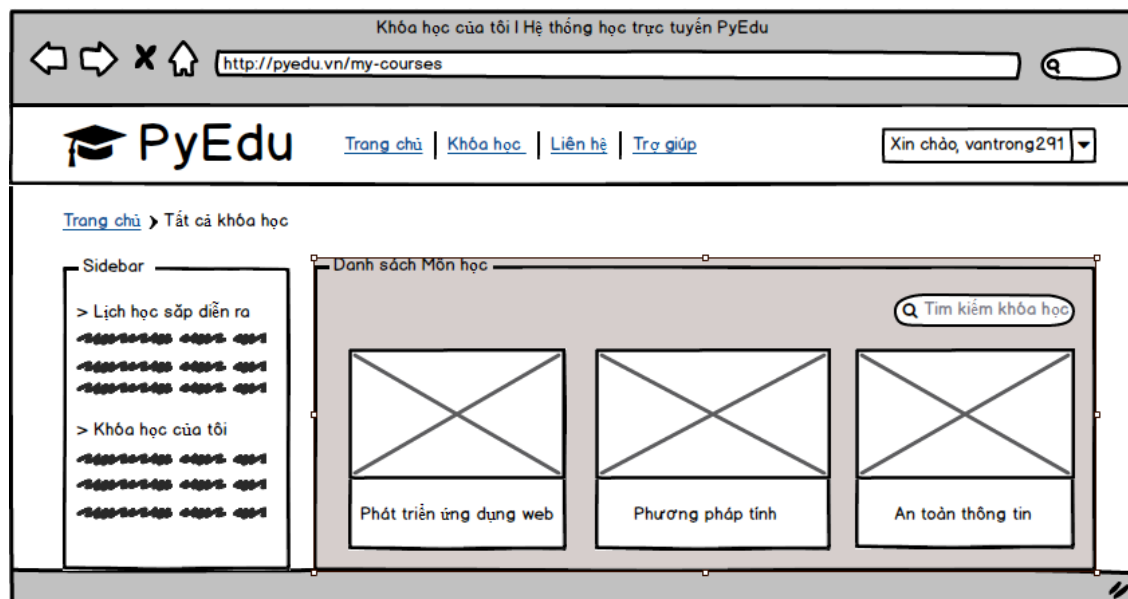 Khóa học của tôi I Hệ thống học trực tuyến PyEdu
http://pyedu.vn/my-courses
PyEdu
Trang chủ
Khóa học
Liên hệ
Trợ giúp
Xin chào, vantrong291
Trang chủ
Tất cả khóa học
Sidebar
> Lịch học sắp diễn ra
> Khóa học của tôi
Danh sách Môn học
Tìm kiếm khóa học
Phát triển ứng dụng web
Phương pháp tính
An toàn thông tin